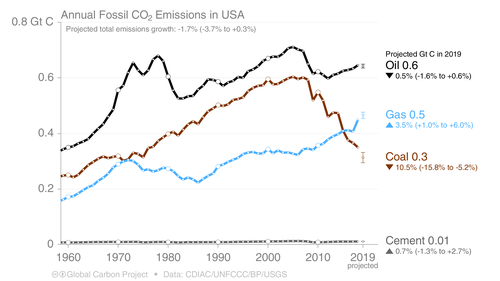 Annual Fossil CO₂ Emissions in USA
0.8 Gt C
Projected total emissions growth: -1.7% (-3.7% to +0.3%)
Projected Gt C in 2019
Oil 0.6
▼ 0.5% (-1.6% to +0.6%)
0.6
Gas 0.5
▲ 3.5% (+1.0% to +6.0%)
0.4
Coal 0.3
▼ 10.5% (-15.8% to -5.2%)
0.2
Cement 0.01
▲ 0.7% (-1.3% to +2.7%)
0
1960 1970 1980 1990 2000 2010 2019
projected
Global Carbon Project • Data: CDIAC/UNFCCC/BP/USGS